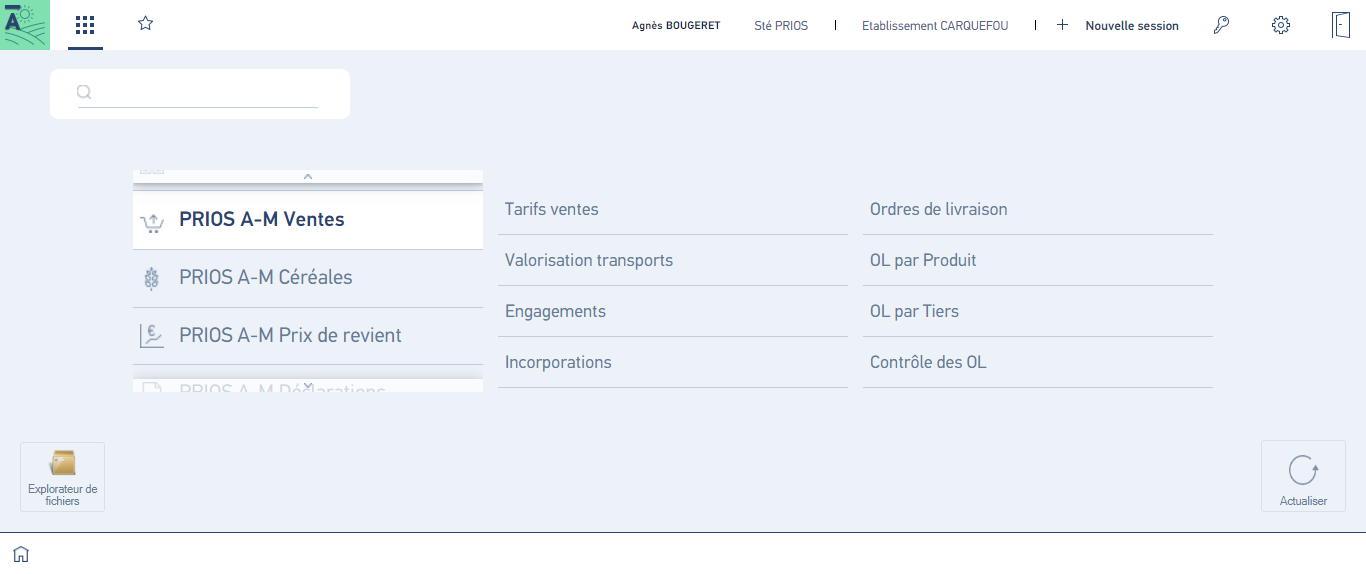 Ā
Agnès BOUGERET
Sté PRIOS
Etablissement CARQUEFOU
Nouvelle session
PRIOS A-M Ventes
PRIOS A-M Céréales
PRIOS A-M Prix de revient
PRIOS A-M Déclarations
Tarifs ventes
Valorisation transports
Engagements
Incorporations
Ordres de livraison
OL par Produit
OL par Tiers
Contrôle des OL
Explorateur de
fichiers
Actualiser